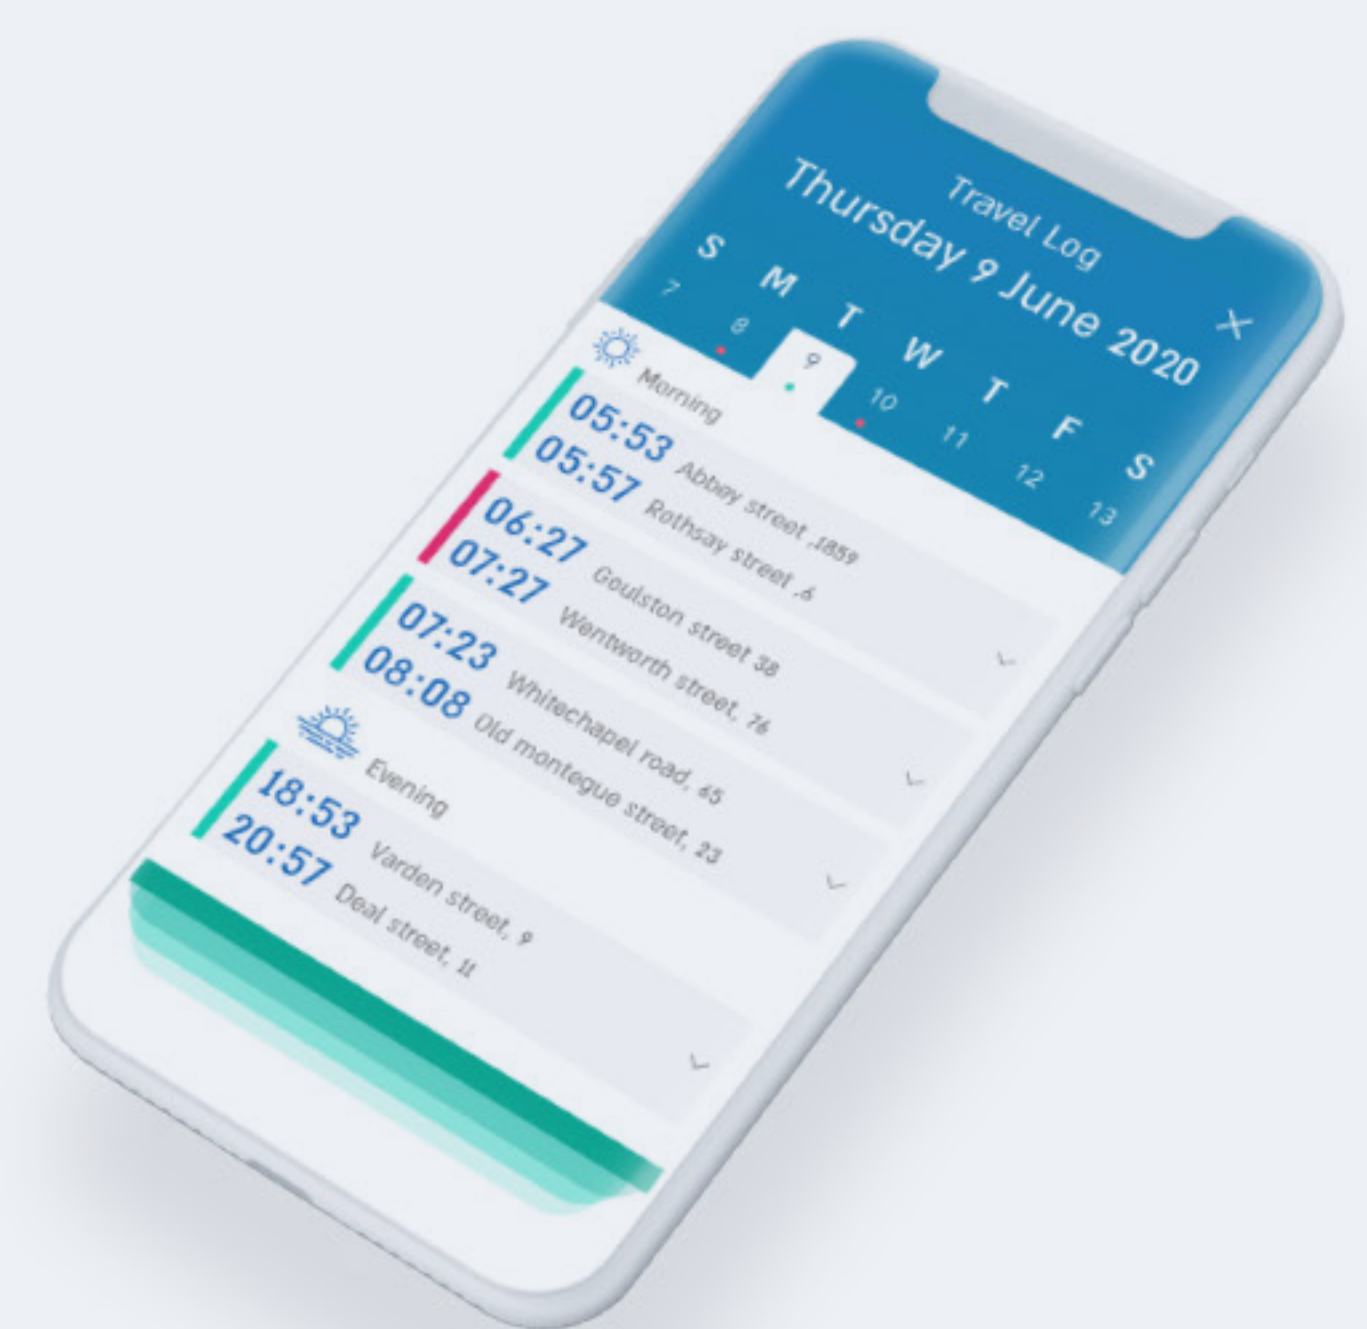 Travel Log
Thursday 9 June 2020
S M T W T F S
7 8 9 10 11 12 13
Morning
05:53 Abbey street ,1859
05:57 Rothsay street ,6
06:27 Goulston street 38
07:27 Wentworth street, 76
07:23 Whitechapel road, 65
08:08 Old montegue street, 23
Evening
18:53 Varden street, 9
20:57 Deal street, 11